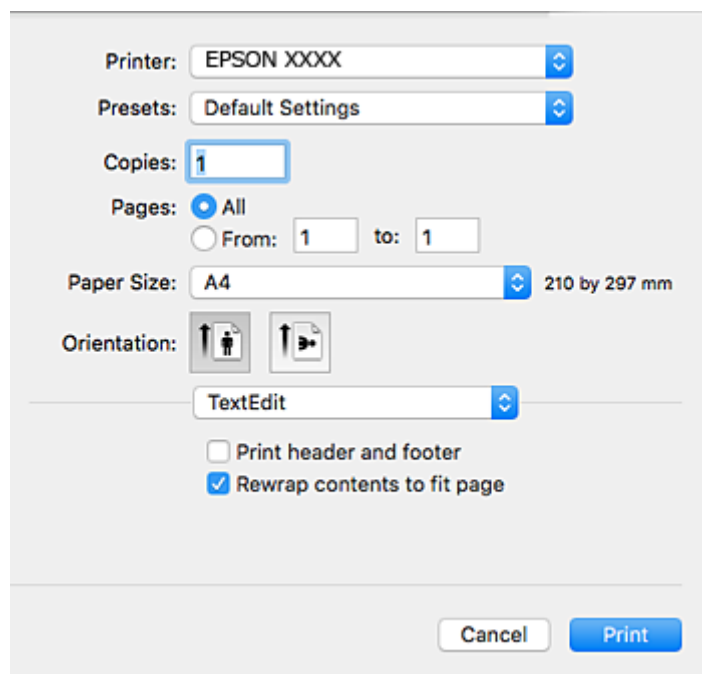 Printer: EPSON XXXX
Presets: Default Settings
Copies: 1
Pages: All
From: 1 to: 1
Paper Size: A4 210 by 297 mm
Orientation:
TextEdit
Print header and footer
Rewrap contents to fit page
Cancel Print